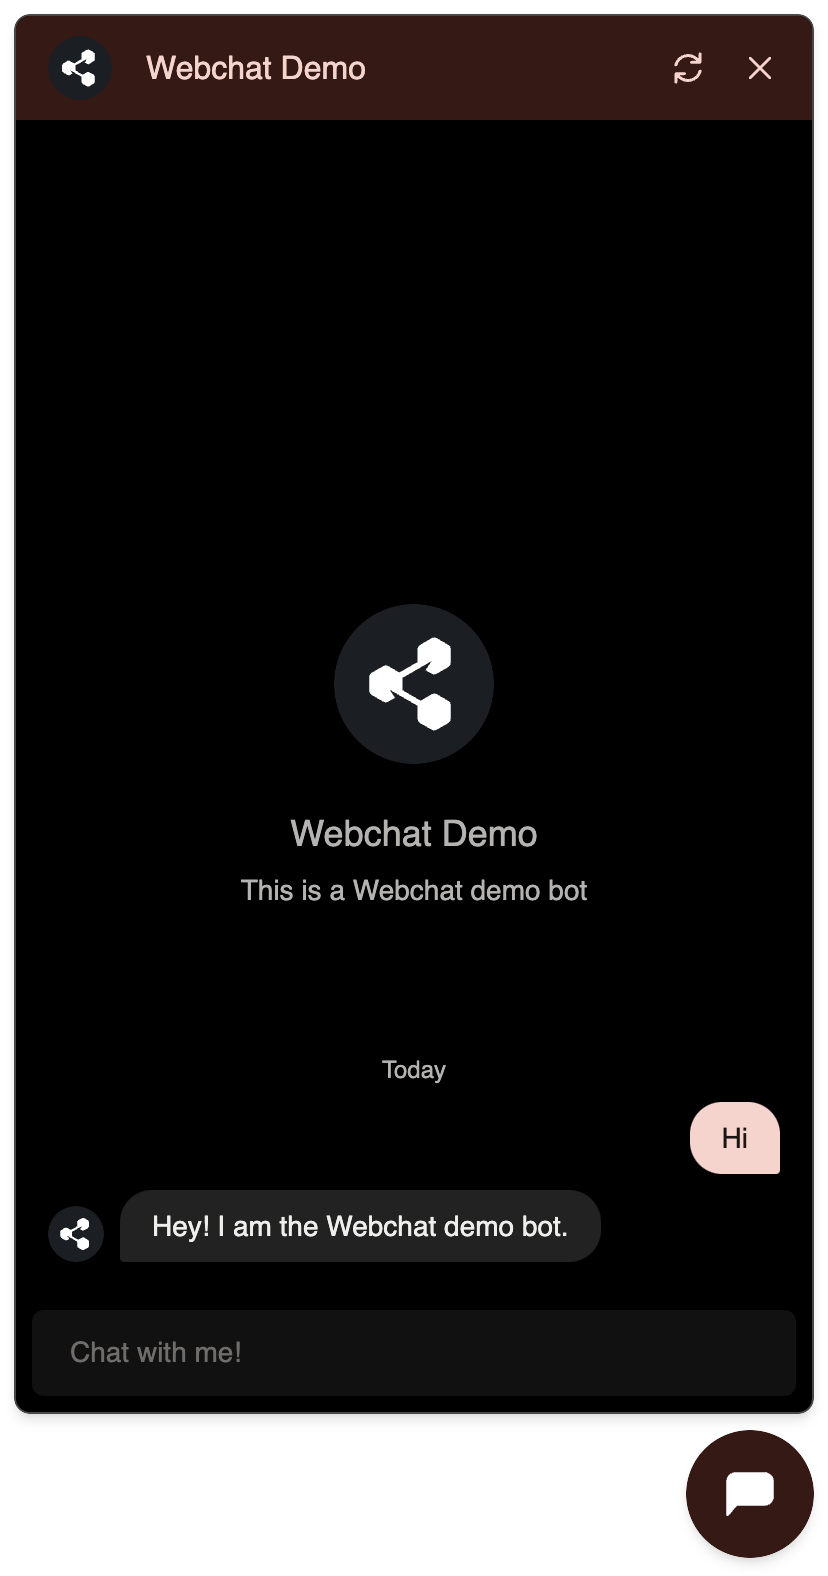 Webchat Demo
Webchat Demo
This is a Webchat demo bot
Today
Hi
Hey! I am the Webchat demo bot.
Chat with me!